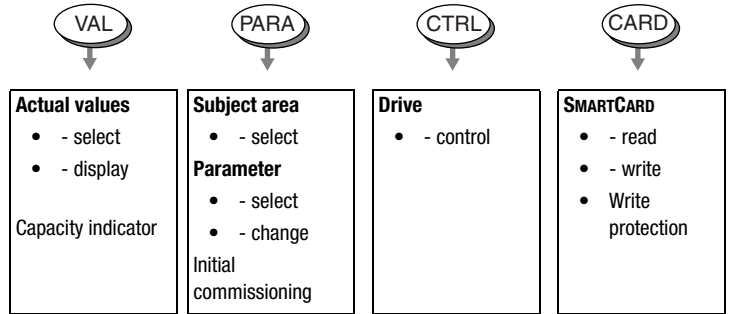 VAL
PARA
CTRL
CARD
Actual values
• - select
• - display
Capacity indicator
Subject area
• - select
Parameter
• - select
• - change
Initial
commissioning
Drive
• - control
SMARTCARD
• - read
• - write
• Write
protection